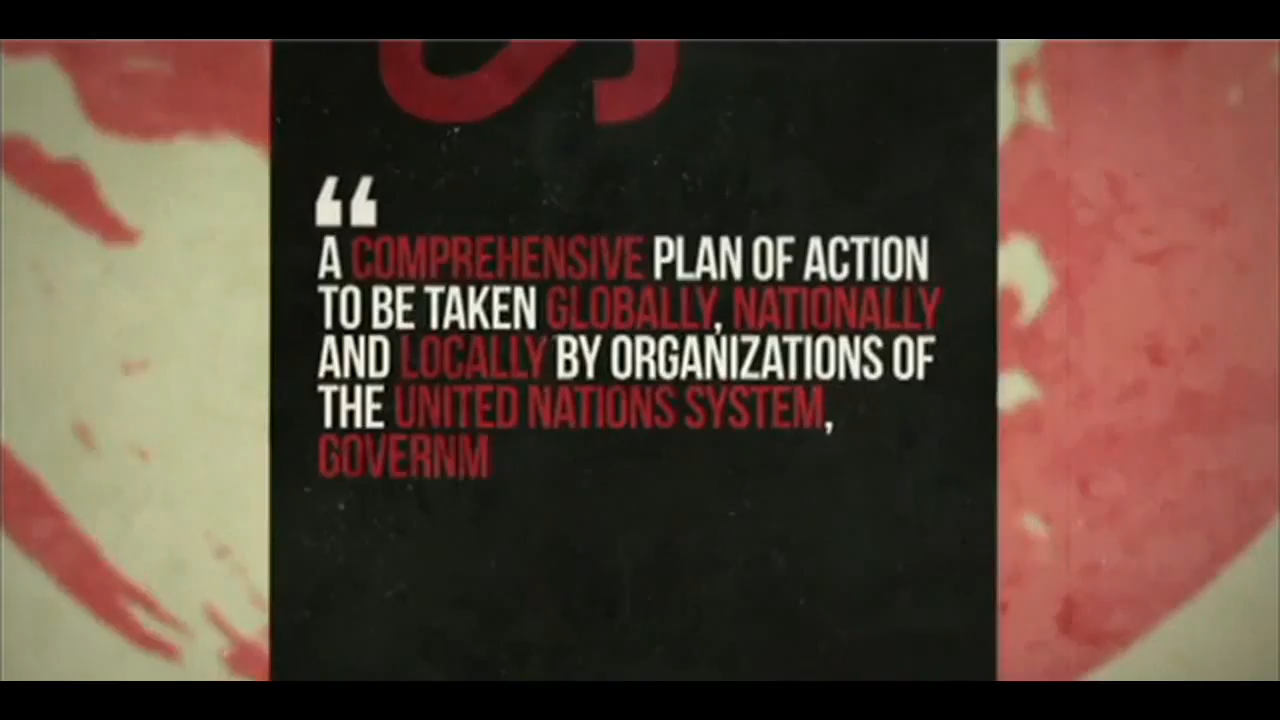 “
A COMPREHENSIVE PLAN OF ACTION
TO BE TAKEN GLOBALLY, NATIONALLY
AND LOCALLY BY ORGANIZATIONS OF
THE UNITED NATIONS SYSTEM,
GOVERNM